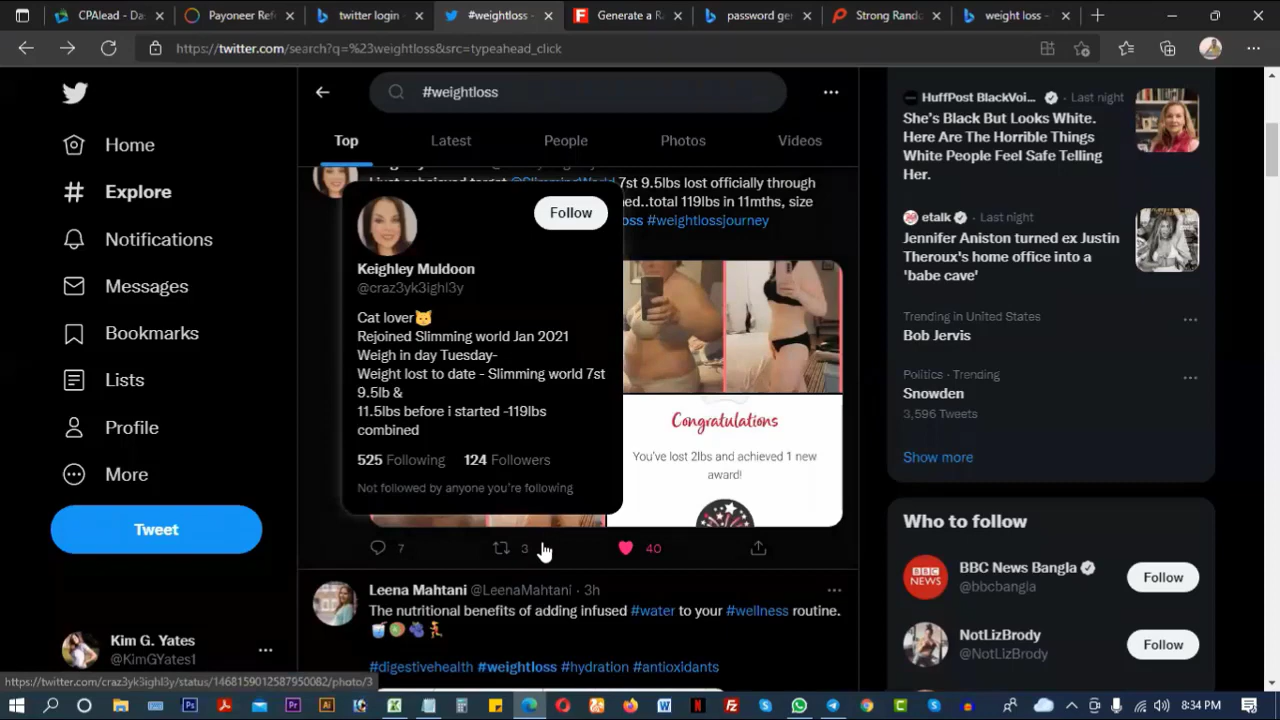 CPAlead - Dashb
Payoneer Refe
twitter login -
#weightloss -
Generate a Ra
password gen
Strong Rando
weight loss -
https://twitter.com/search?q=%23weightloss&src=typeahead_click
#weightloss
Top
Latest
People
Photos
Videos
Home
Explore
Notifications
Messages
Bookmarks
Lists
Profile
More
Tweet
Kim G. Yates
@KimGYates1
7st 9.5lbs lost officially through
ned..total 119lbs in 11mths, size
oss #weightlossjourney
Follow
Keighley Muldoon
@craz3yk3ighl3y
Cat lover🐱
Rejoined Slimming world Jan 2021
Weigh in day Tuesday-
Weight lost to date - Slimming world 7st
9.5lb &
11.5lbs before i started -119lbs
combined
525 Following 124 Followers
Not followed by anyone you're following
Congratulations
You've lost 2lbs and achieved 1 new
award!
7
3
40
Leena Mahtani @LeenaMahtani · 3h
The nutritional benefits of adding infused #water to your #wellness routine.
#digestivehealth #weightloss #hydration #antioxidants
HuffPost BlackVoi... · Last night
She's Black But Looks White.
Here Are The Horrible Things
White People Feel Safe Telling
Her.
etalk · Last night
Jennifer Aniston turned ex Justin
Theroux's home office into a
'babe cave'
Trending in United States
Bob Jervis
Politics · Trending
Snowden
3,596 Tweets
Show more
Who to follow
BBC News Bangla
@bbcbangla
Follow
NotLizBrody
@NotLizBrody
Follow
https://twitter.com/craz3yk3ighl3y/status/1468159012587950082/photo/3
8:34 PM